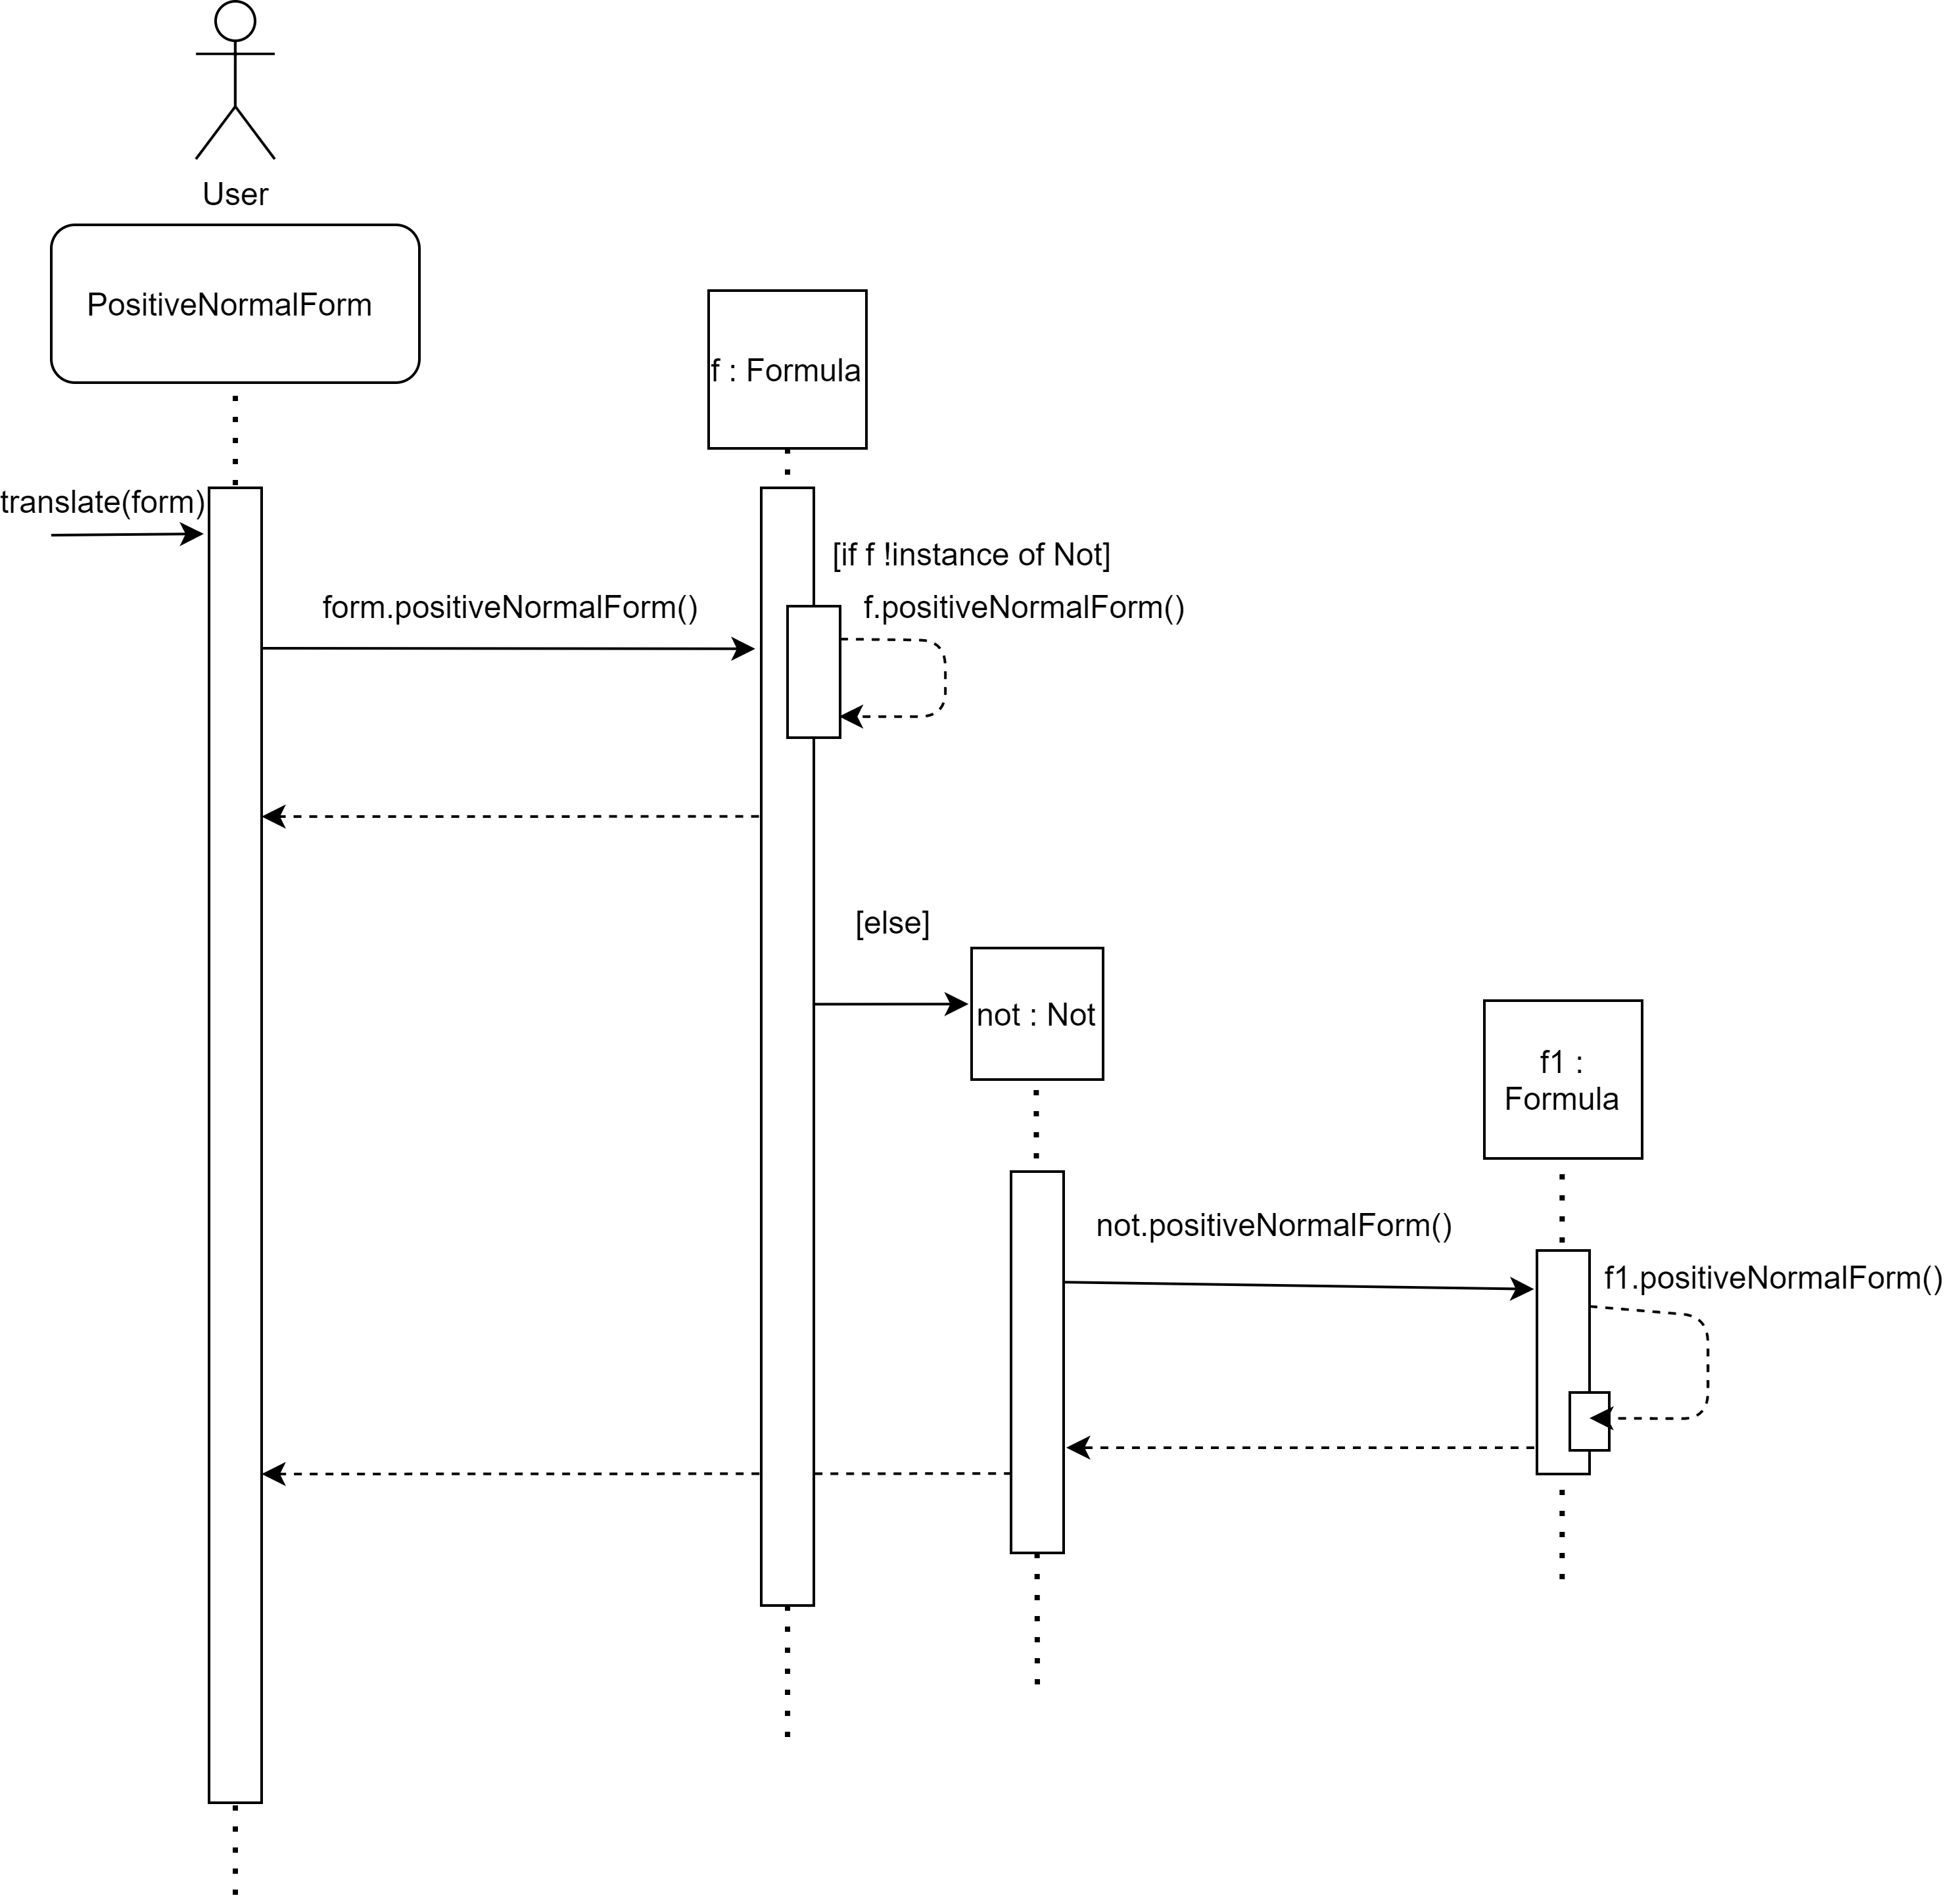 User
PositiveNormalForm
f : Formula
translate(form)
[if f !instance of Not]
form.positiveNormalForm()
f.positiveNormalForm()
[else]
not : Not
f1 :
Formula
not.positiveNormalForm()
f1.positiveNormalForm()